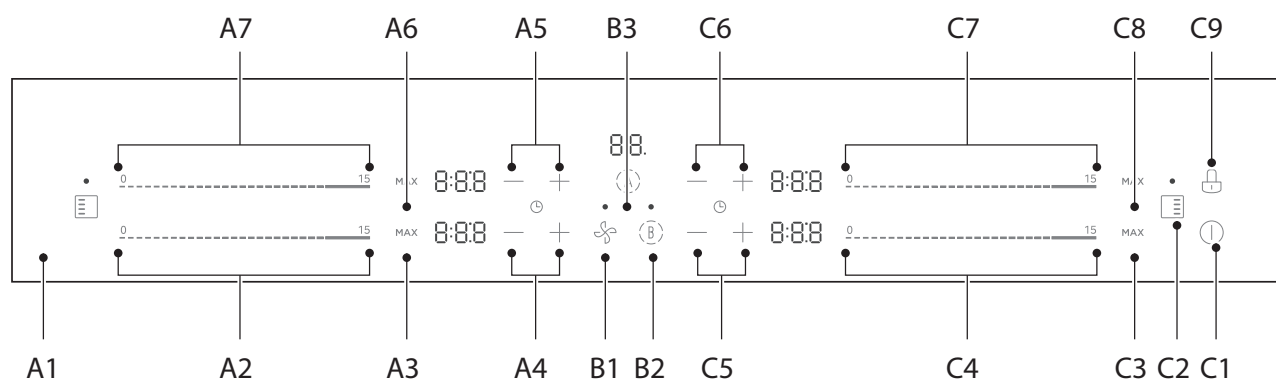 A7 A6 A5 B3 C6 C7 C8 C9
88.
0 15 MAX 8:8.8 A 8:8.8 0 15 MAX
0 15 MAX 8:8.8 B 8:8.8 0 15 MAX
A1 A2 A3 A4 B1 B2 C5 C4 C3 C2 C1